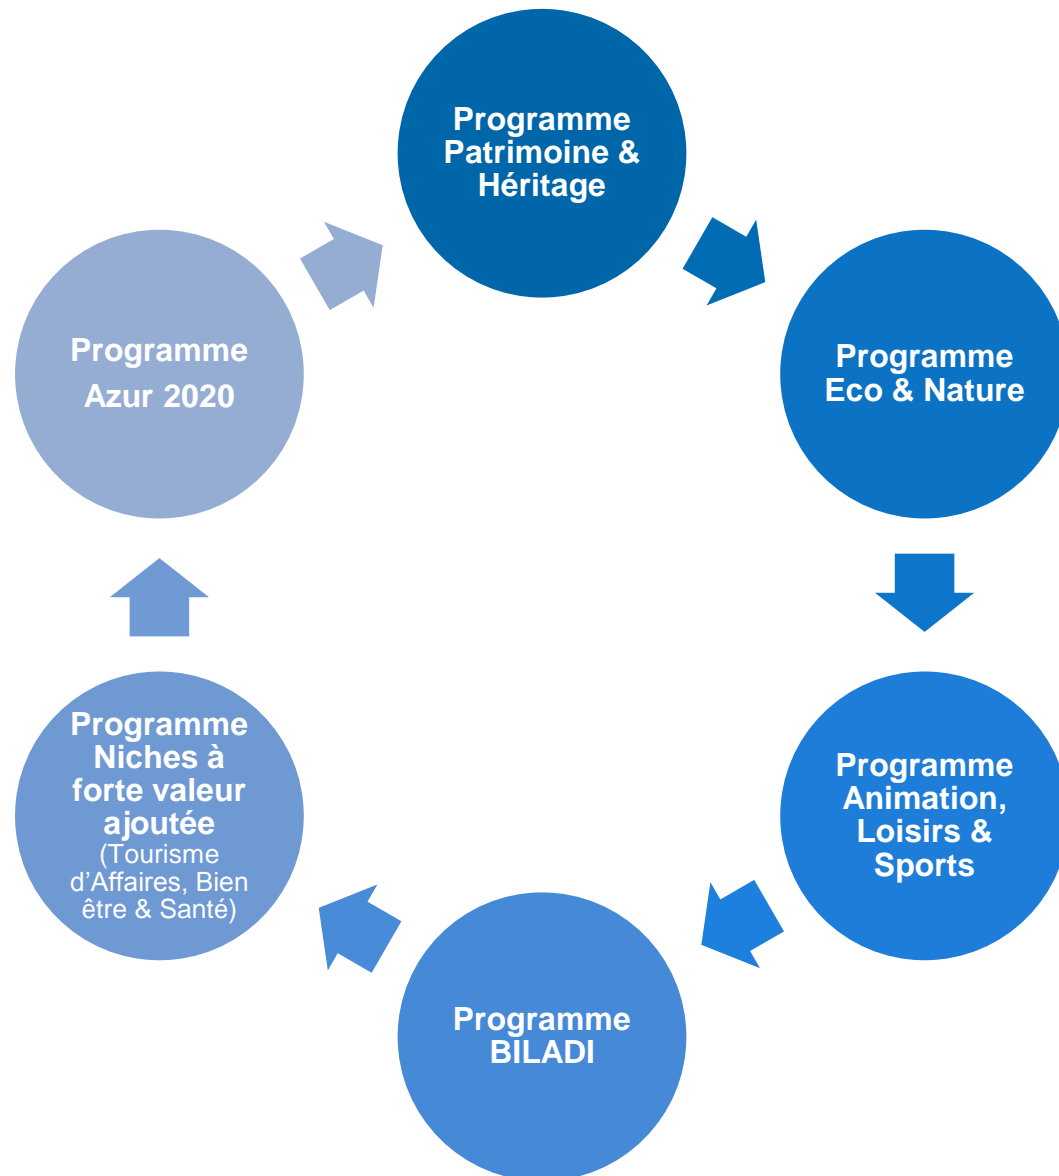 Programme
Patrimoine &
Héritage
Programme
Eco & Nature
Programme
Animation,
Loisirs &
Sports
Programme
BILADI
Programme
Niches à
forte valeur
ajoutée
(Tourisme
d'Affaires, Bien
être & Santé)
Programme
Azur 2020